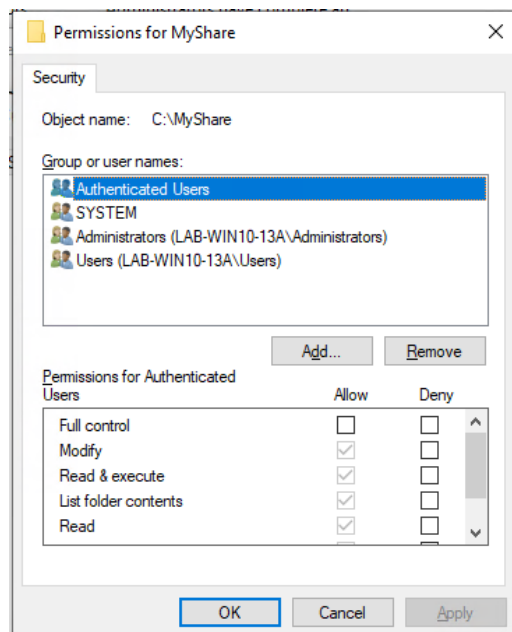 Permissions for MyShare
Security
Object name: C:\MyShare
Group or user names:
Authenticated Users
SYSTEM
Administrators (LAB-WIN10-13A\Administrators)
Users (LAB-WIN10-13A\Users)
Add... Remove
Permissions for Authenticated
Users Allow Deny
Full control
Modify
Read & execute
List folder contents
Read
OK Cancel Apply